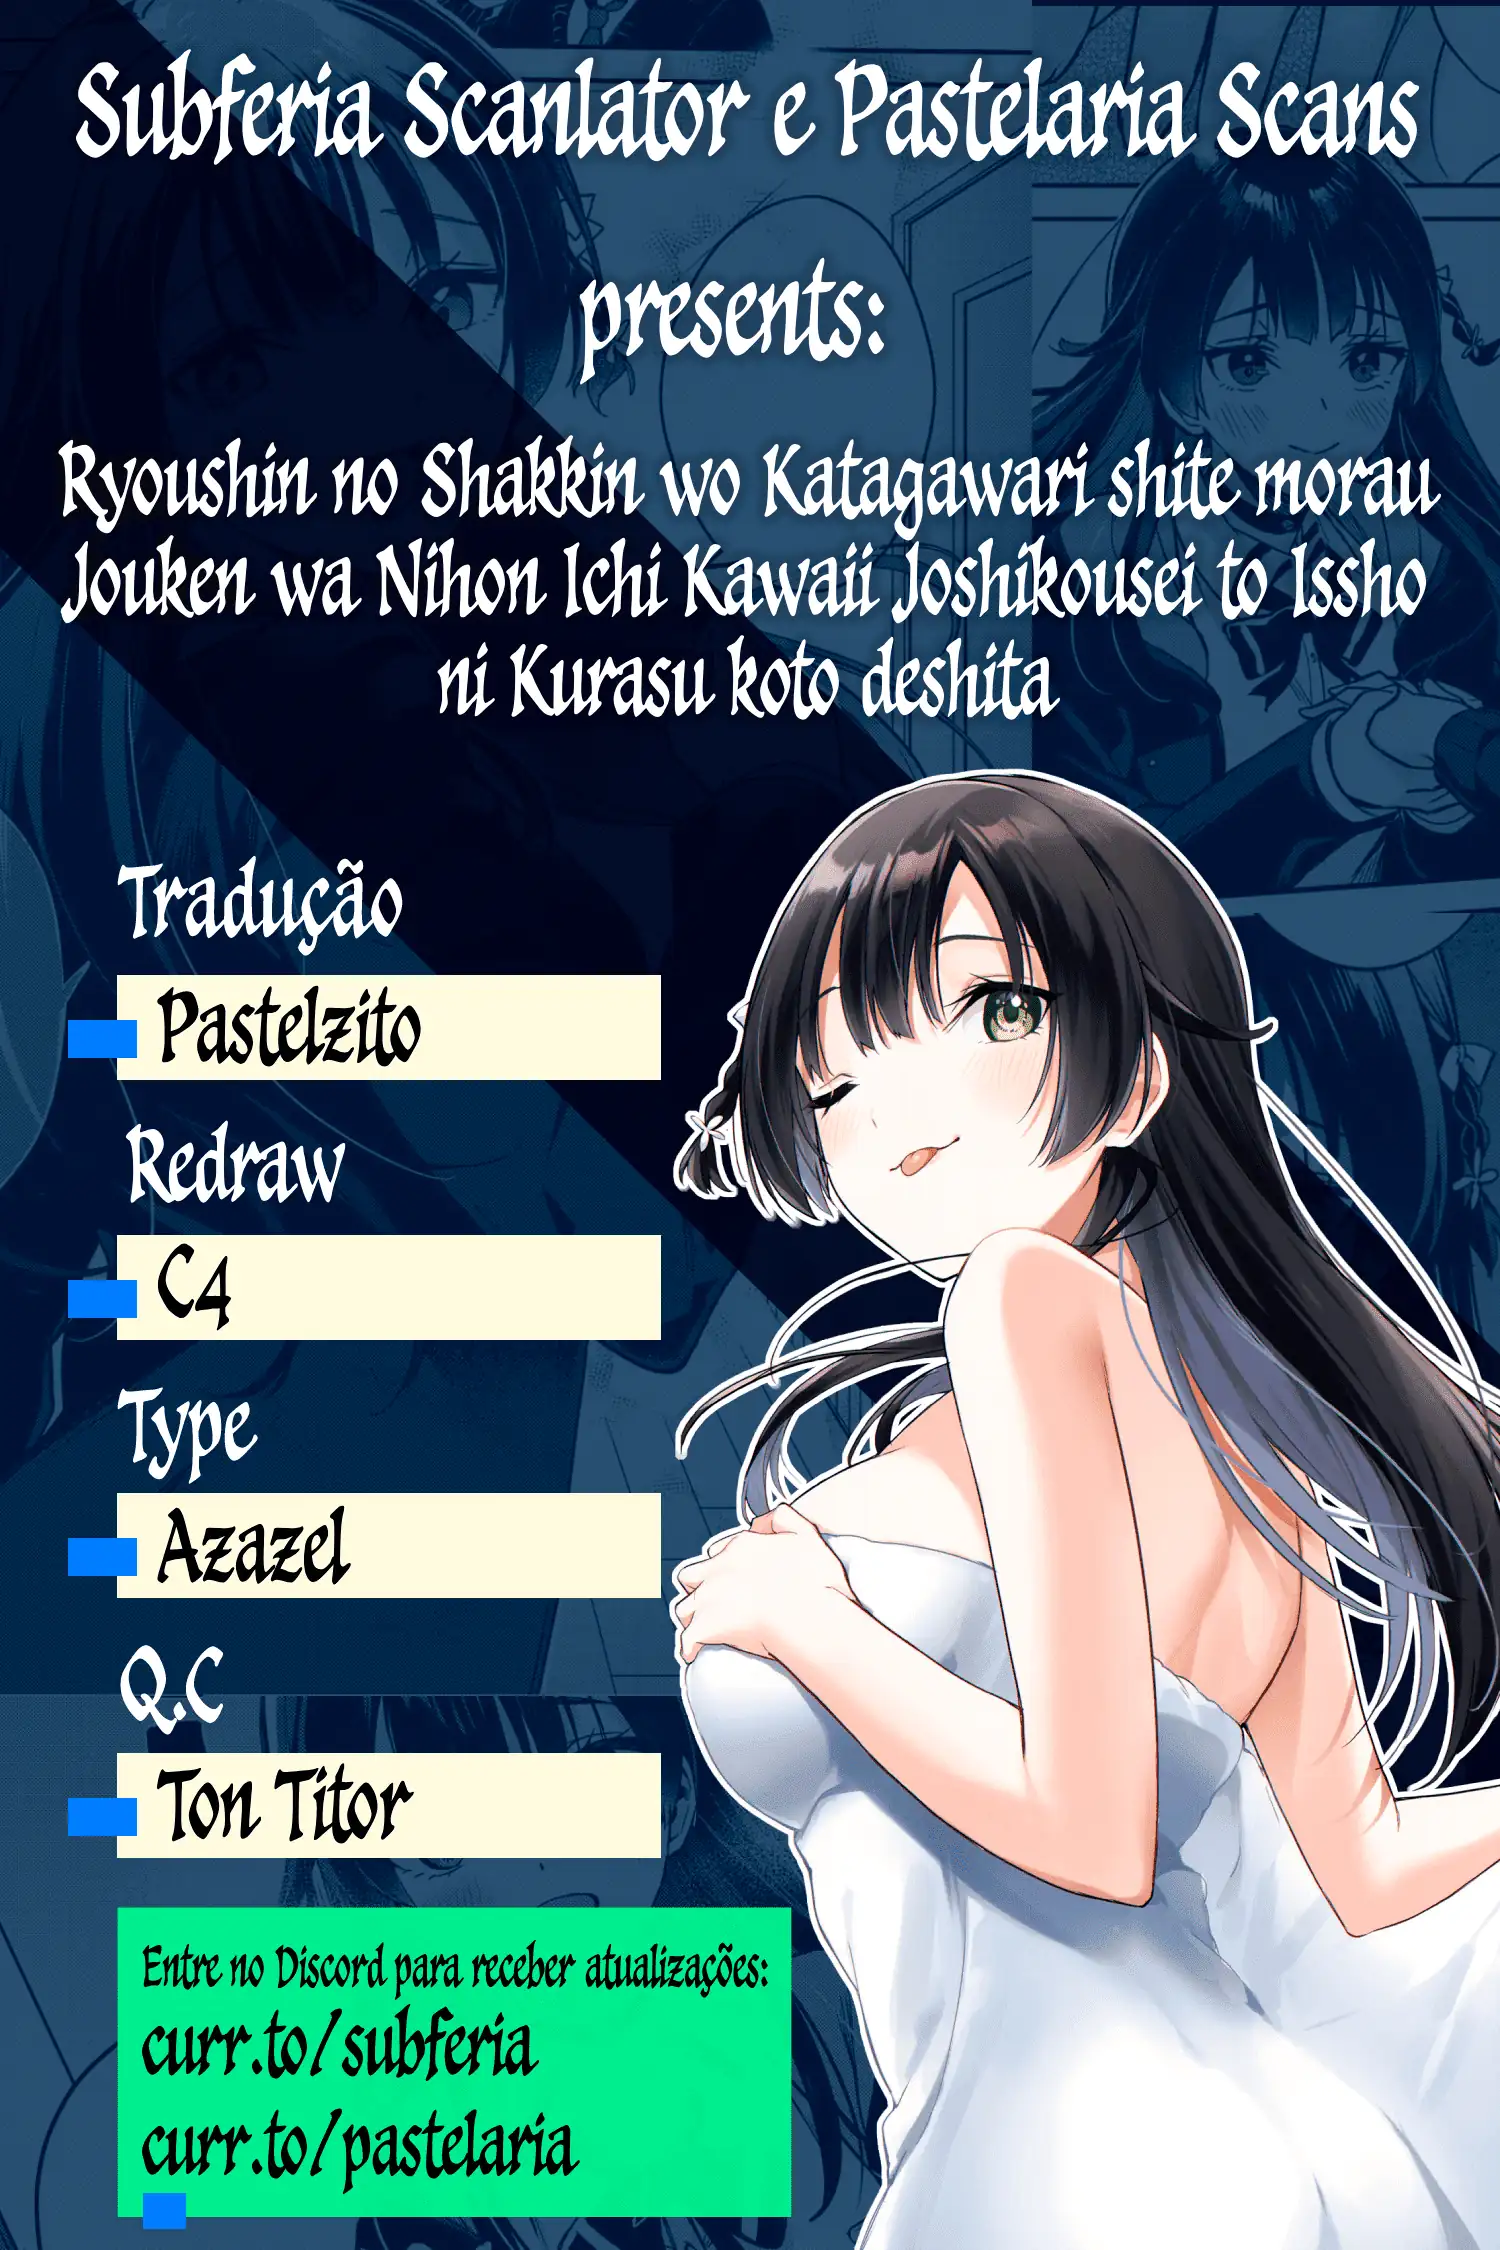 Subferia Scanlator e Pastelaria Scans
presents:
Ryoushin no Shakkin wo Katagawari shite morau
Jouken wa Nihon Ichi Kawaii Joshikousei to Issho
ni Kurasu koto deshita
Tradução
Pastelzito
Redraw
C4
Type
Azazel
Q.C
Ton Titor
Entre no Discord para receber atualizações:
curr.to/subferia
curr.to/pastelaria